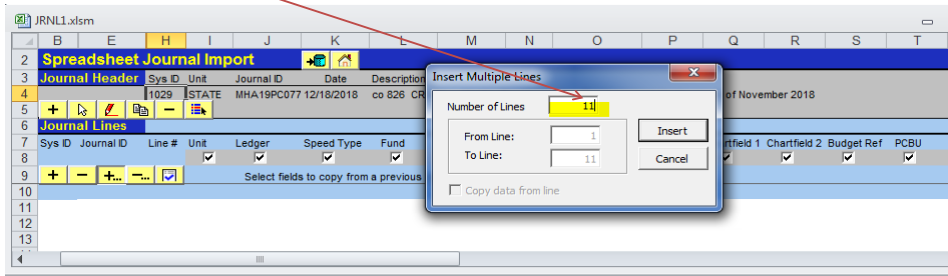 JRNL1.xlsm
B E H I J K L M N O P Q R S T
2 Spreadsheet Journal Import
3 Journal Header Sys ID Unit Journal ID Date Description
4 1029 STATE MHA19PC077 12/18/2018 co 826 CR of November 2018
5
6 Journal Lines
7 Sys ID Journal ID Line # Unit Ledger Speed Type Fund rtfield 1 Chartfield 2 Budget Ref PCBU
8
9 + − +... −... Select fields to copy from a previous
10
11
12
13
Insert Multiple Lines
Number of Lines 11
From Line: 1
To Line: 11
Copy data from line
Insert
Cancel